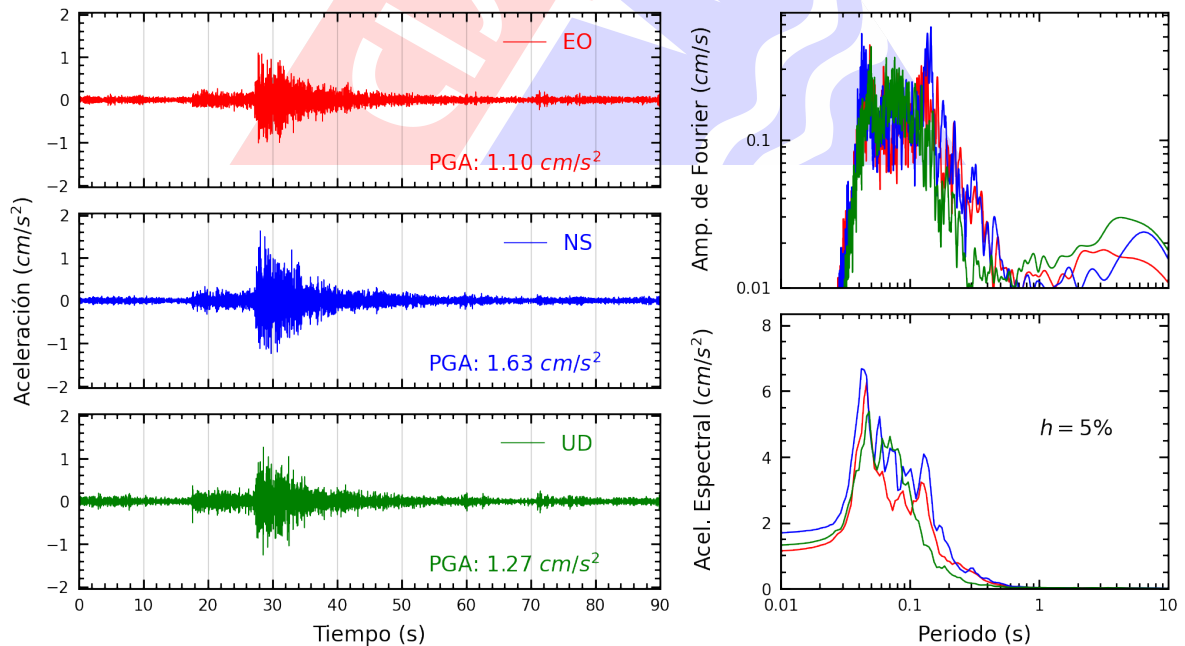 Aceleración (cm/s²)
2
1
0
−1
−2
EO
PGA: 1.10 cm/s²
2
1
0
−1
−2
NS
PGA: 1.63 cm/s²
2
1
0
−1
−2
UD
PGA: 1.27 cm/s²
0 10 20 30 40 50 60 70 80 90
Tiempo (s)
Amp. de Fourier (cm/s)
0.1
0.01
Acel. Espectral (cm/s²)
8
6
4
2
0
h = 5%
0.01 0.1 1 10
Periodo (s)